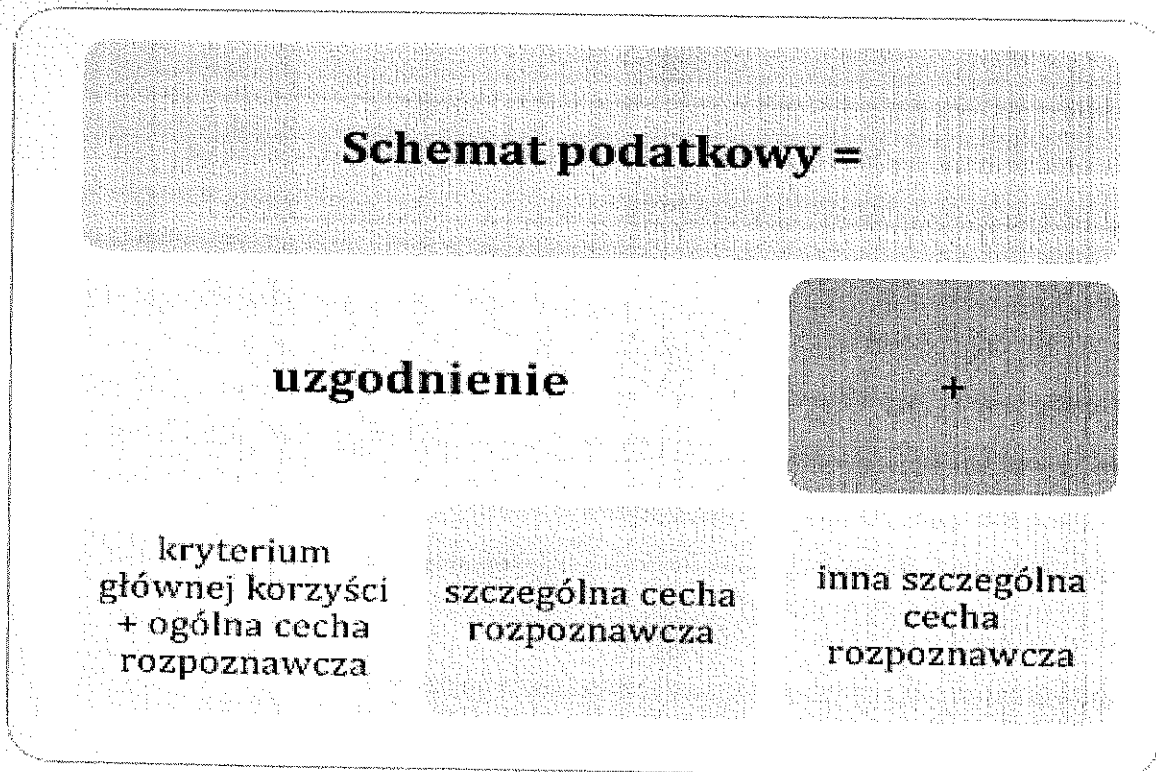 Schemat podatkowy =
uzgodnienie
+
kryterium
głównej korzyści
+ ogólna cecha
rozpoznawcza
szczególna cecha
rozpoznawcza
inna szczególna
cecha
rozpoznawcza